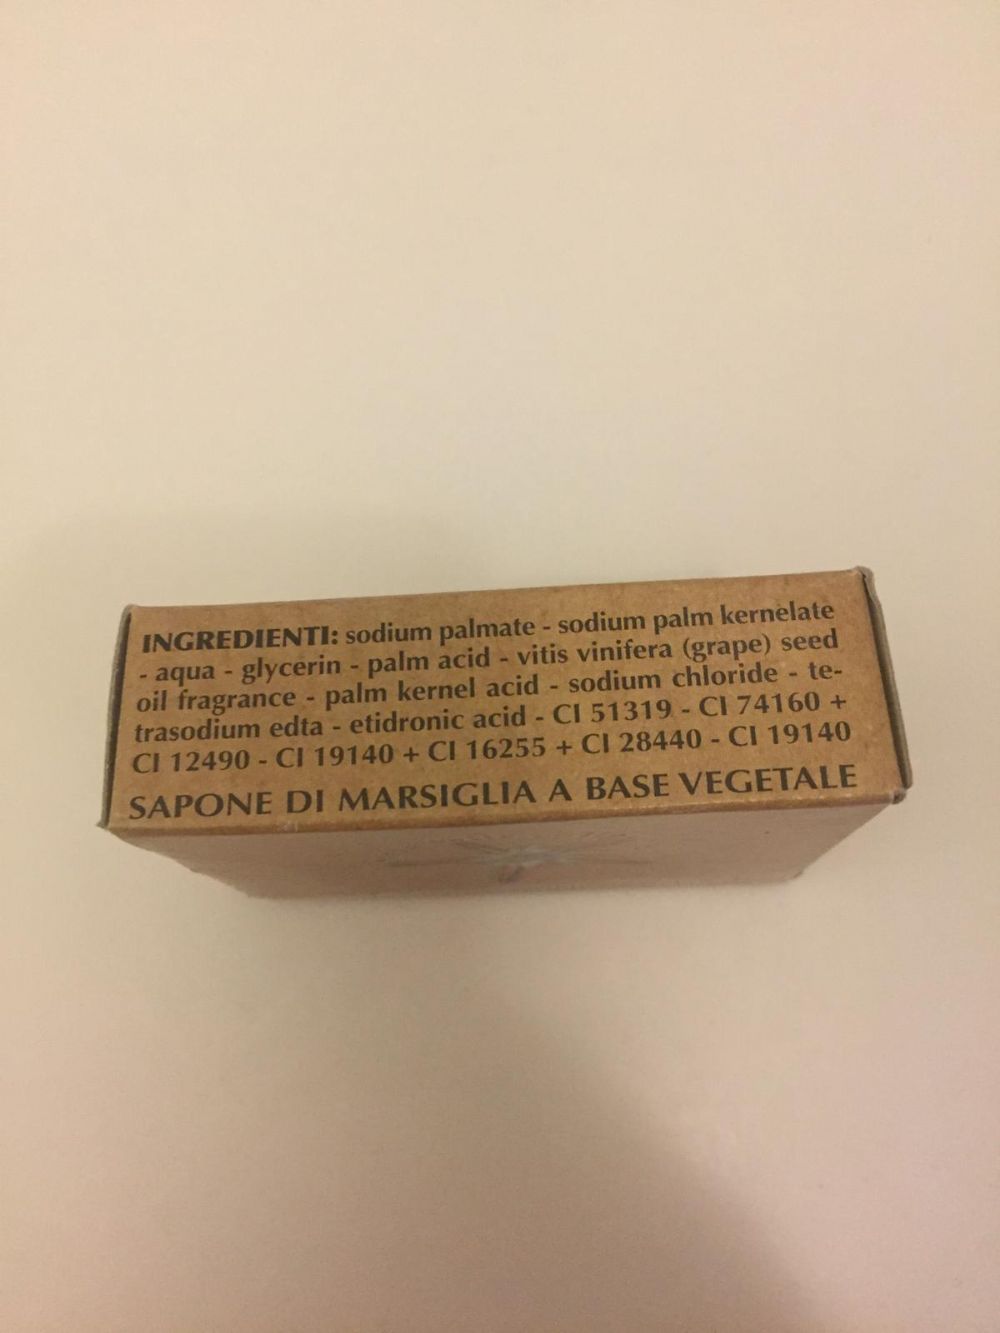 INGREDIENTI: sodium palmate - sodium palm kernelate
- aqua - glycerin - palm acid - vitis vinifera (grape) seed
oil fragrance - palm kernel acid - sodium chloride - te-
trasodium edta - etidronic acid - CI 51319 - CI 74160 +
CI 12490 - CI 19140 + CI 16255 + CI 28440 - CI 19140
SAPONE DI MARSIGLIA A BASE VEGETALE